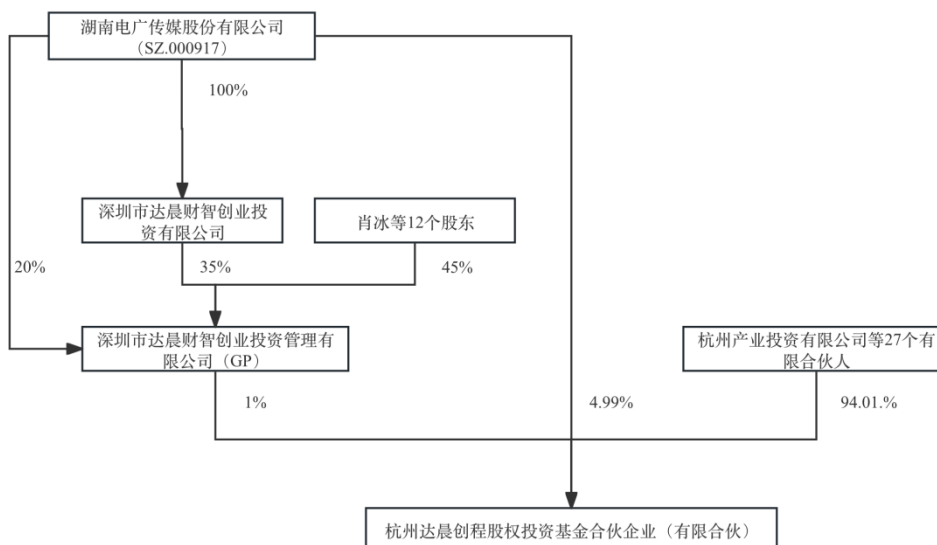 湖南电广传媒股份有限公司
（SZ.000917）
100%
深圳市达晨财智创业投
资有限公司
肖冰等12个股东
20%
35%
45%
深圳市达晨财智创业投资管理有
限公司（GP）
杭州产业投资有限公司等27个有
限合伙人
1%
4.99%
94.01.%
杭州达晨创程股权投资基金合伙企业（有限合伙）